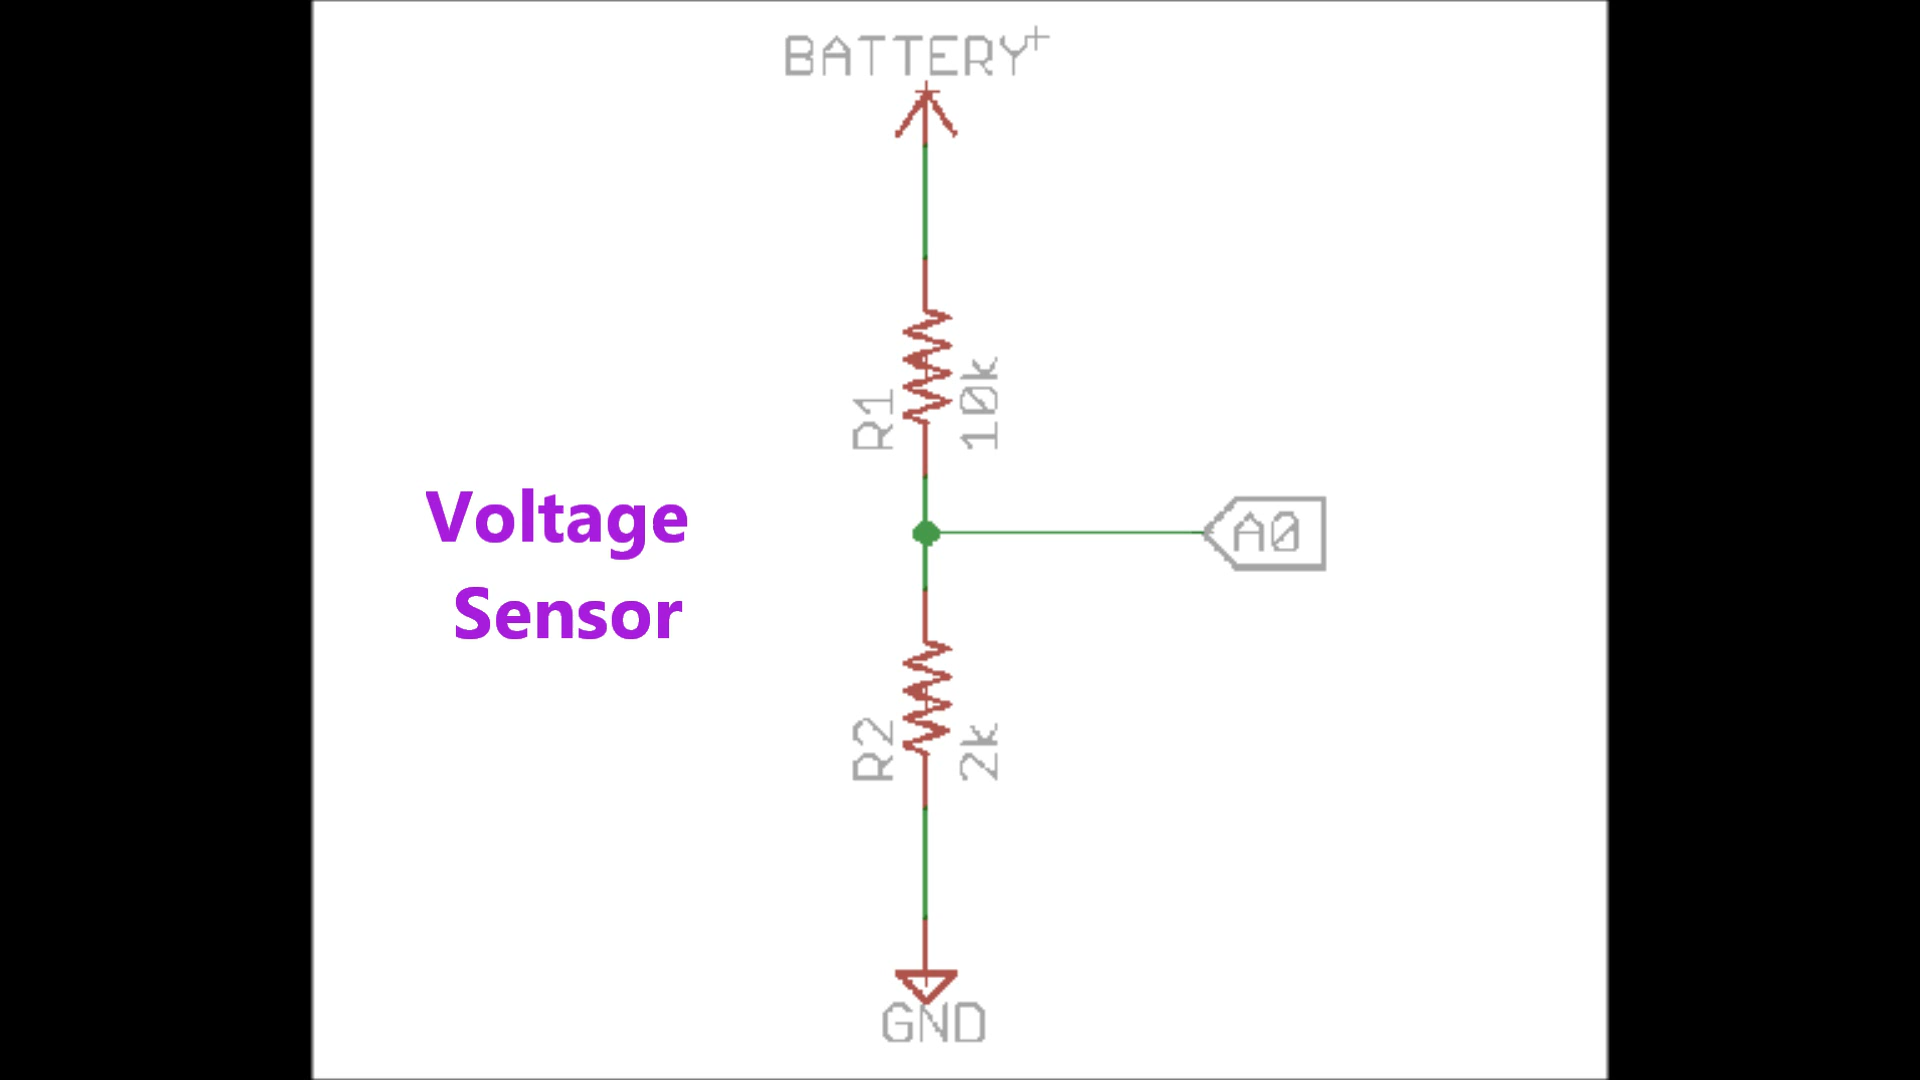 BATTERY+
R1
10k
Voltage
Sensor
A0
R2
2k
GND